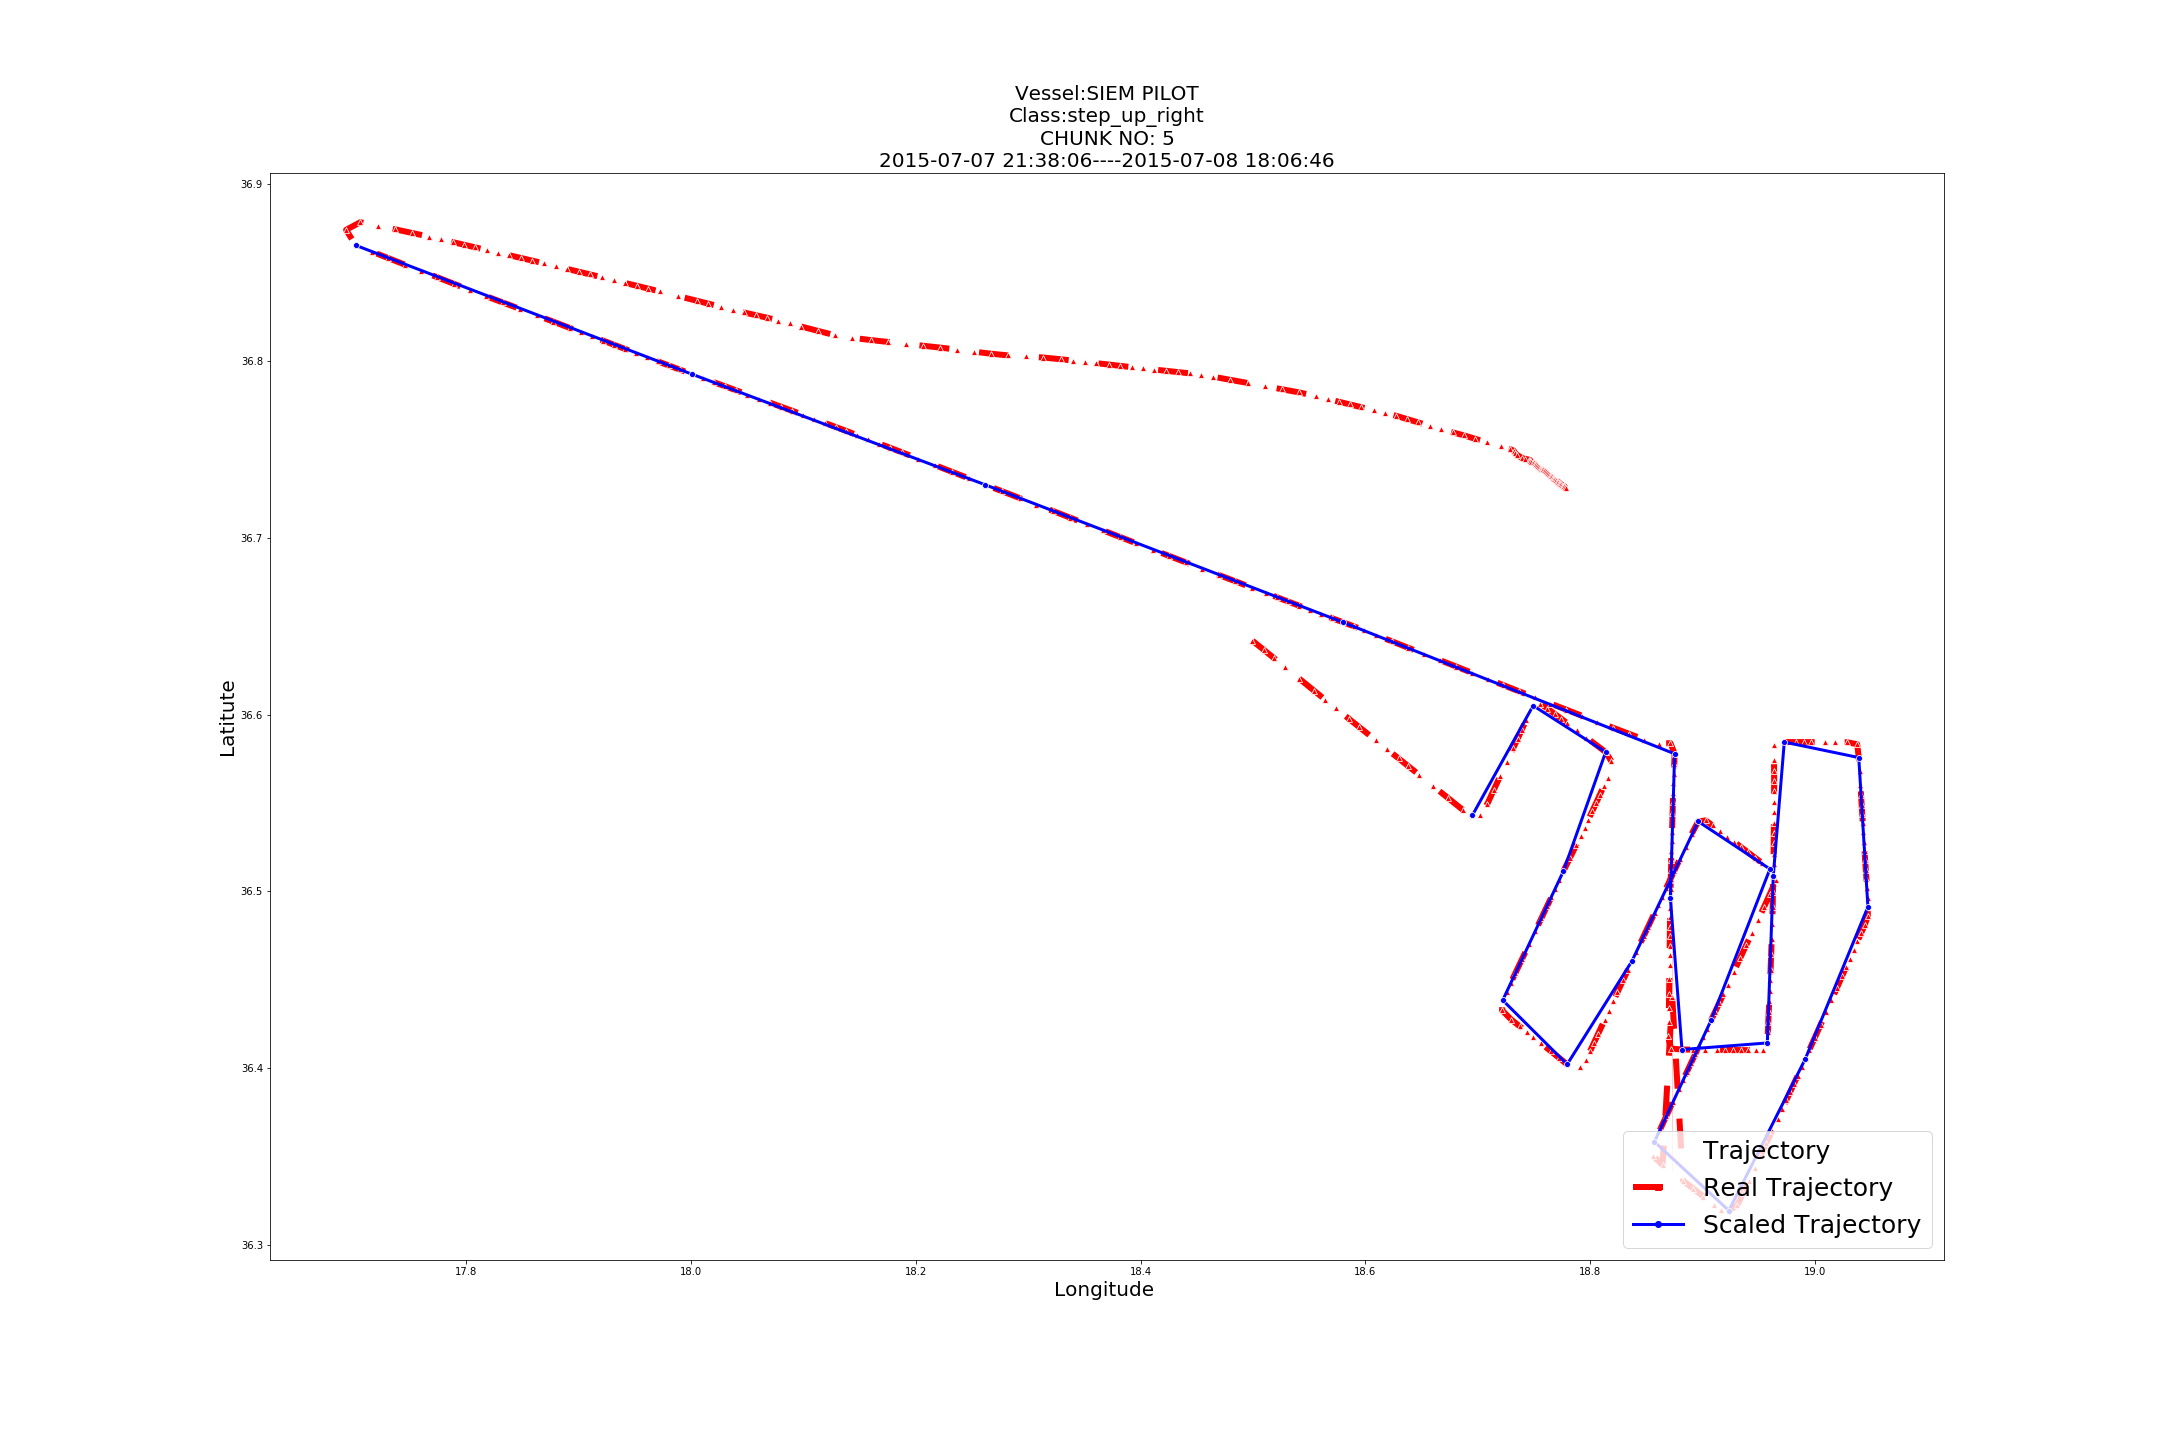 Vessel:SIEM PILOT
Class:step_up_right
CHUNK NO: 5
2015-07-07 21:38:06----2015-07-08 18:06:46
36.9
36.8
36.7
36.6
36.5
36.4
36.3
Latitute
17.8
18.0
18.2
18.4
18.6
18.8
19.0
Longitude
Trajectory
Real Trajectory
Scaled Trajectory